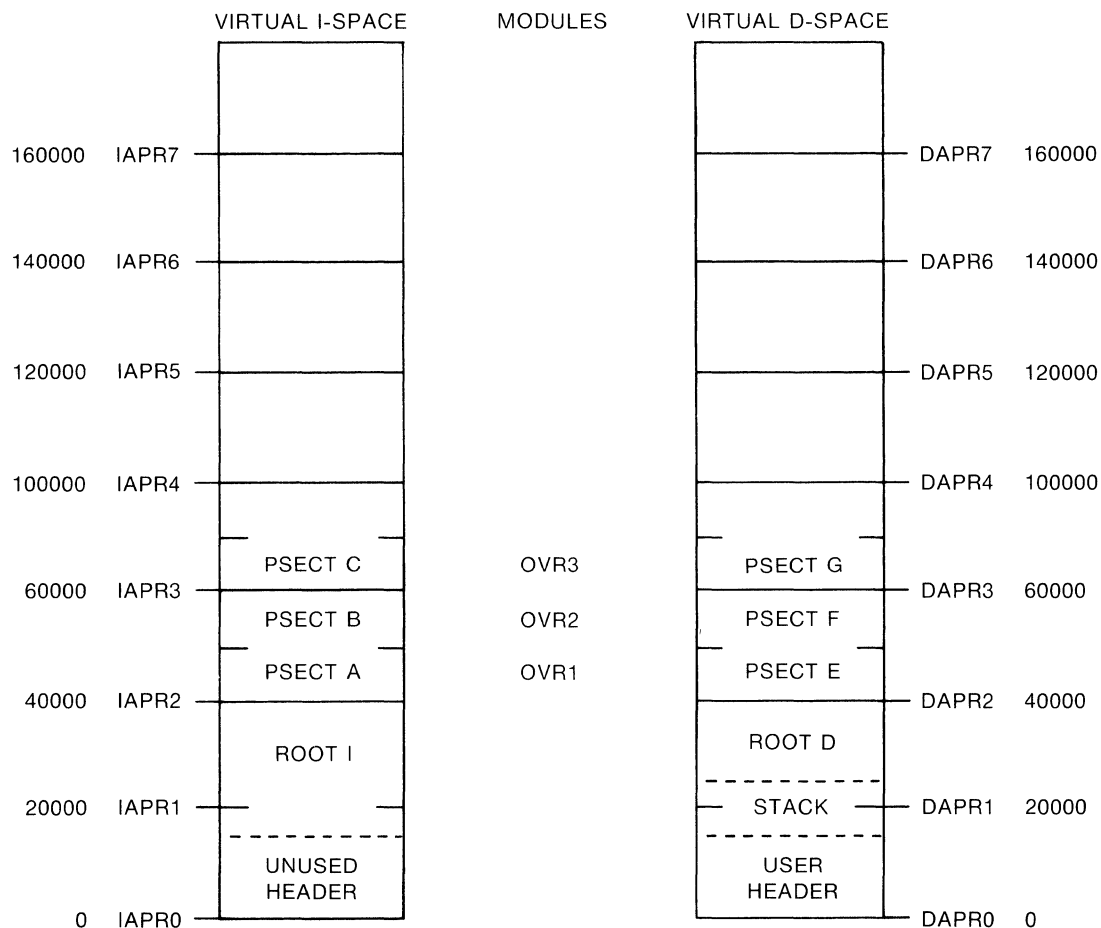 VIRTUAL I-SPACE MODULES VIRTUAL D-SPACE
160000 IAPR7 DAPR7 160000
140000 IAPR6 DAPR6 140000
120000 IAPR5 DAPR5 120000
100000 IAPR4 DAPR4 100000
PSECT C OVR3 PSECT G
60000 IAPR3 DAPR3 60000
PSECT B OVR2 PSECT F
PSECT A OVR1 PSECT E
40000 IAPR2 DAPR2 40000
ROOT I ROOT D
20000 IAPR1 STACK DAPR1 20000
UNUSED USER
HEADER HEADER
0 IAPR0 DAPR0 0